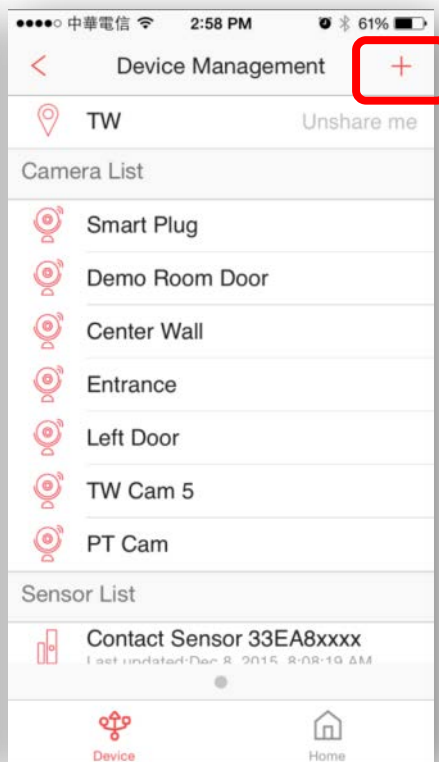 中華電信 2:58 PM 61%
Device Management
TW Unshare me
Camera List
Smart Plug
Demo Room Door
Center Wall
Entrance
Left Door
TW Cam 5
PT Cam
Sensor List
Contact Sensor 33EA8xxxx
Last updated:Dec 8, 2015, 8:08:19 AM
Device Home